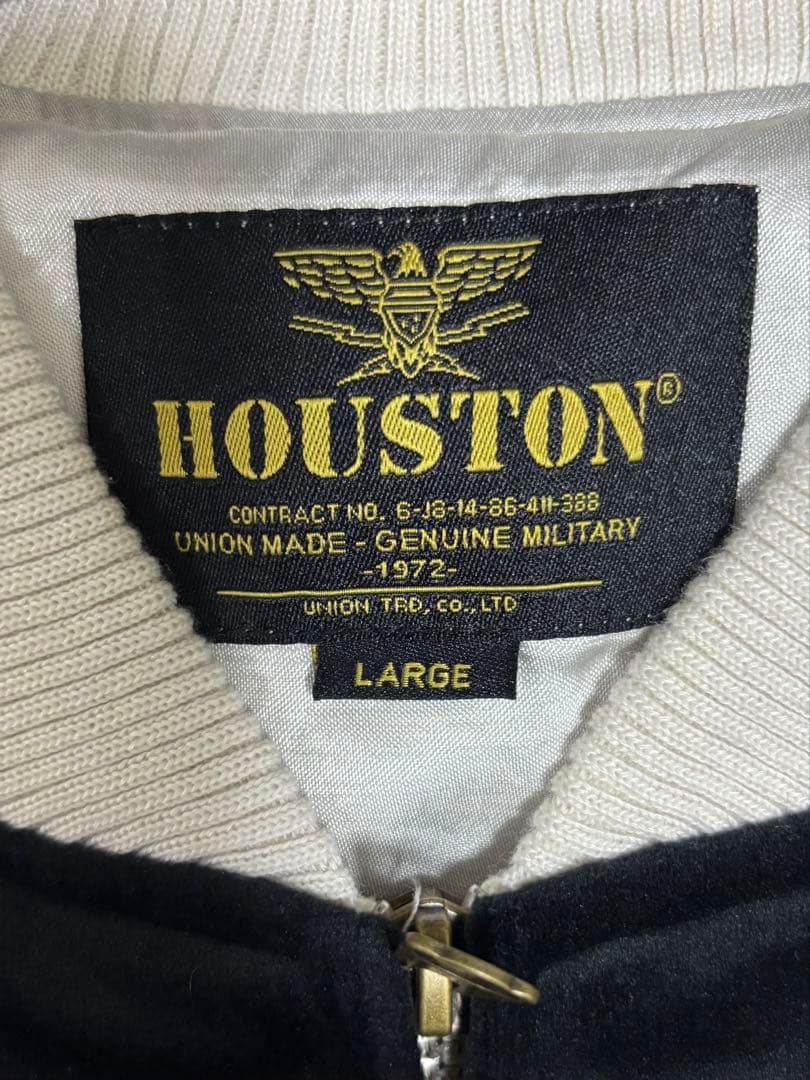 HOUSTON®
CONTRACT NO. 6-J8-14-86-411-388
UNION MADE - GENUINE MILITARY
-1972-
UNION TRD, CO., LTD
LARGE